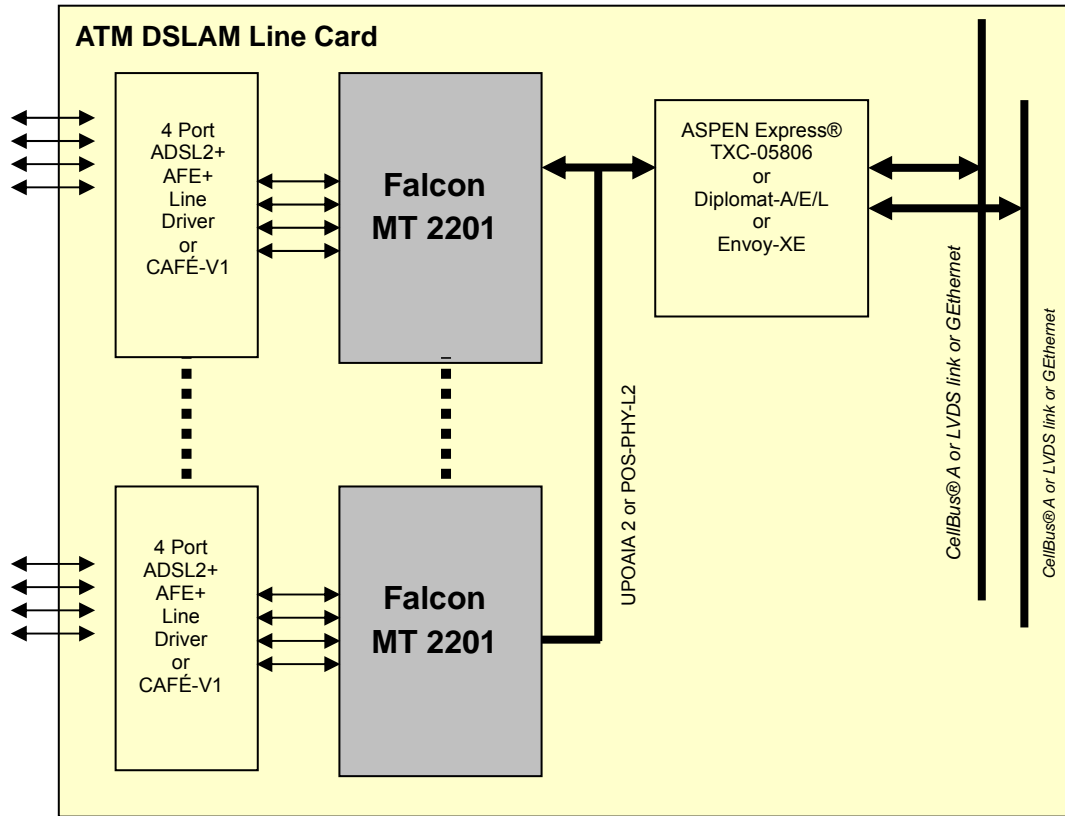 ATM DSLAM Line Card
4 Port
ADSL2+
AFE+
Line
Driver
or
CAFÉ-V1
Falcon
MT 2201
ASPEN Express®
TXC-05806
or
Diplomat-A/E/L
or
Envoy-XE
UPOAIA 2 or POS-PHY-L2
CellBus® A or LVDS link or GEthernet
CellBus® A or LVDS link or GEthernet
4 Port
ADSL2+
AFE+
Line
Driver
or
CAFÉ-V1
Falcon
MT 2201